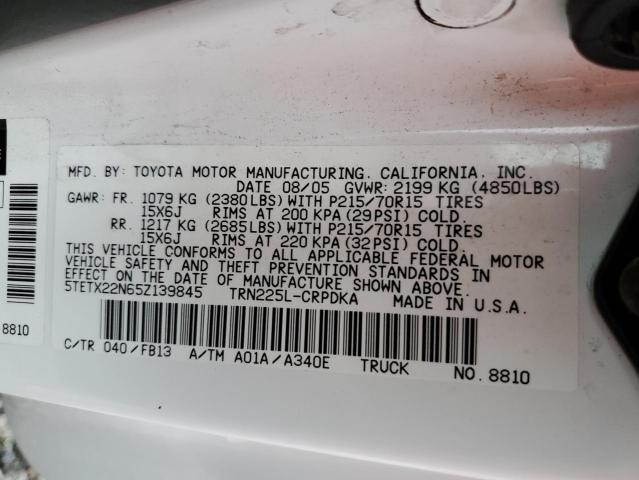 MFD. BY: TOYOTA MOTOR MANUFACTURING. CALIFORNIA, INC.
DATE 08/05 GVWR: 2199 KG (4850LBS)
GAWR: FR. 1079 KG (2380LBS) WITH P215/70R15 TIRES
15X6J RIMS AT 200 KPA (29PSI) COLD.
RR. 1217 KG (2685LBS) WITH P215/70R15 TIRES
15X6J RIMS AT 220 KPA (32PSI) COLD.
THIS VEHICLE CONFORMS TO ALL APPLICABLE FEDERAL MOTOR
VEHICLE SAFETY AND THEFT PREVENTION STANDARDS IN
EFFECT ON THE DATE OF MANUFACTURE SHOWN ABOVE.
5TETX22N65Z139845 TRN225L-CRPDKA MADE IN U.S.A.
C/TR 040/FB13 A/TM A01A/A340E TRUCK NO. 8810
8810